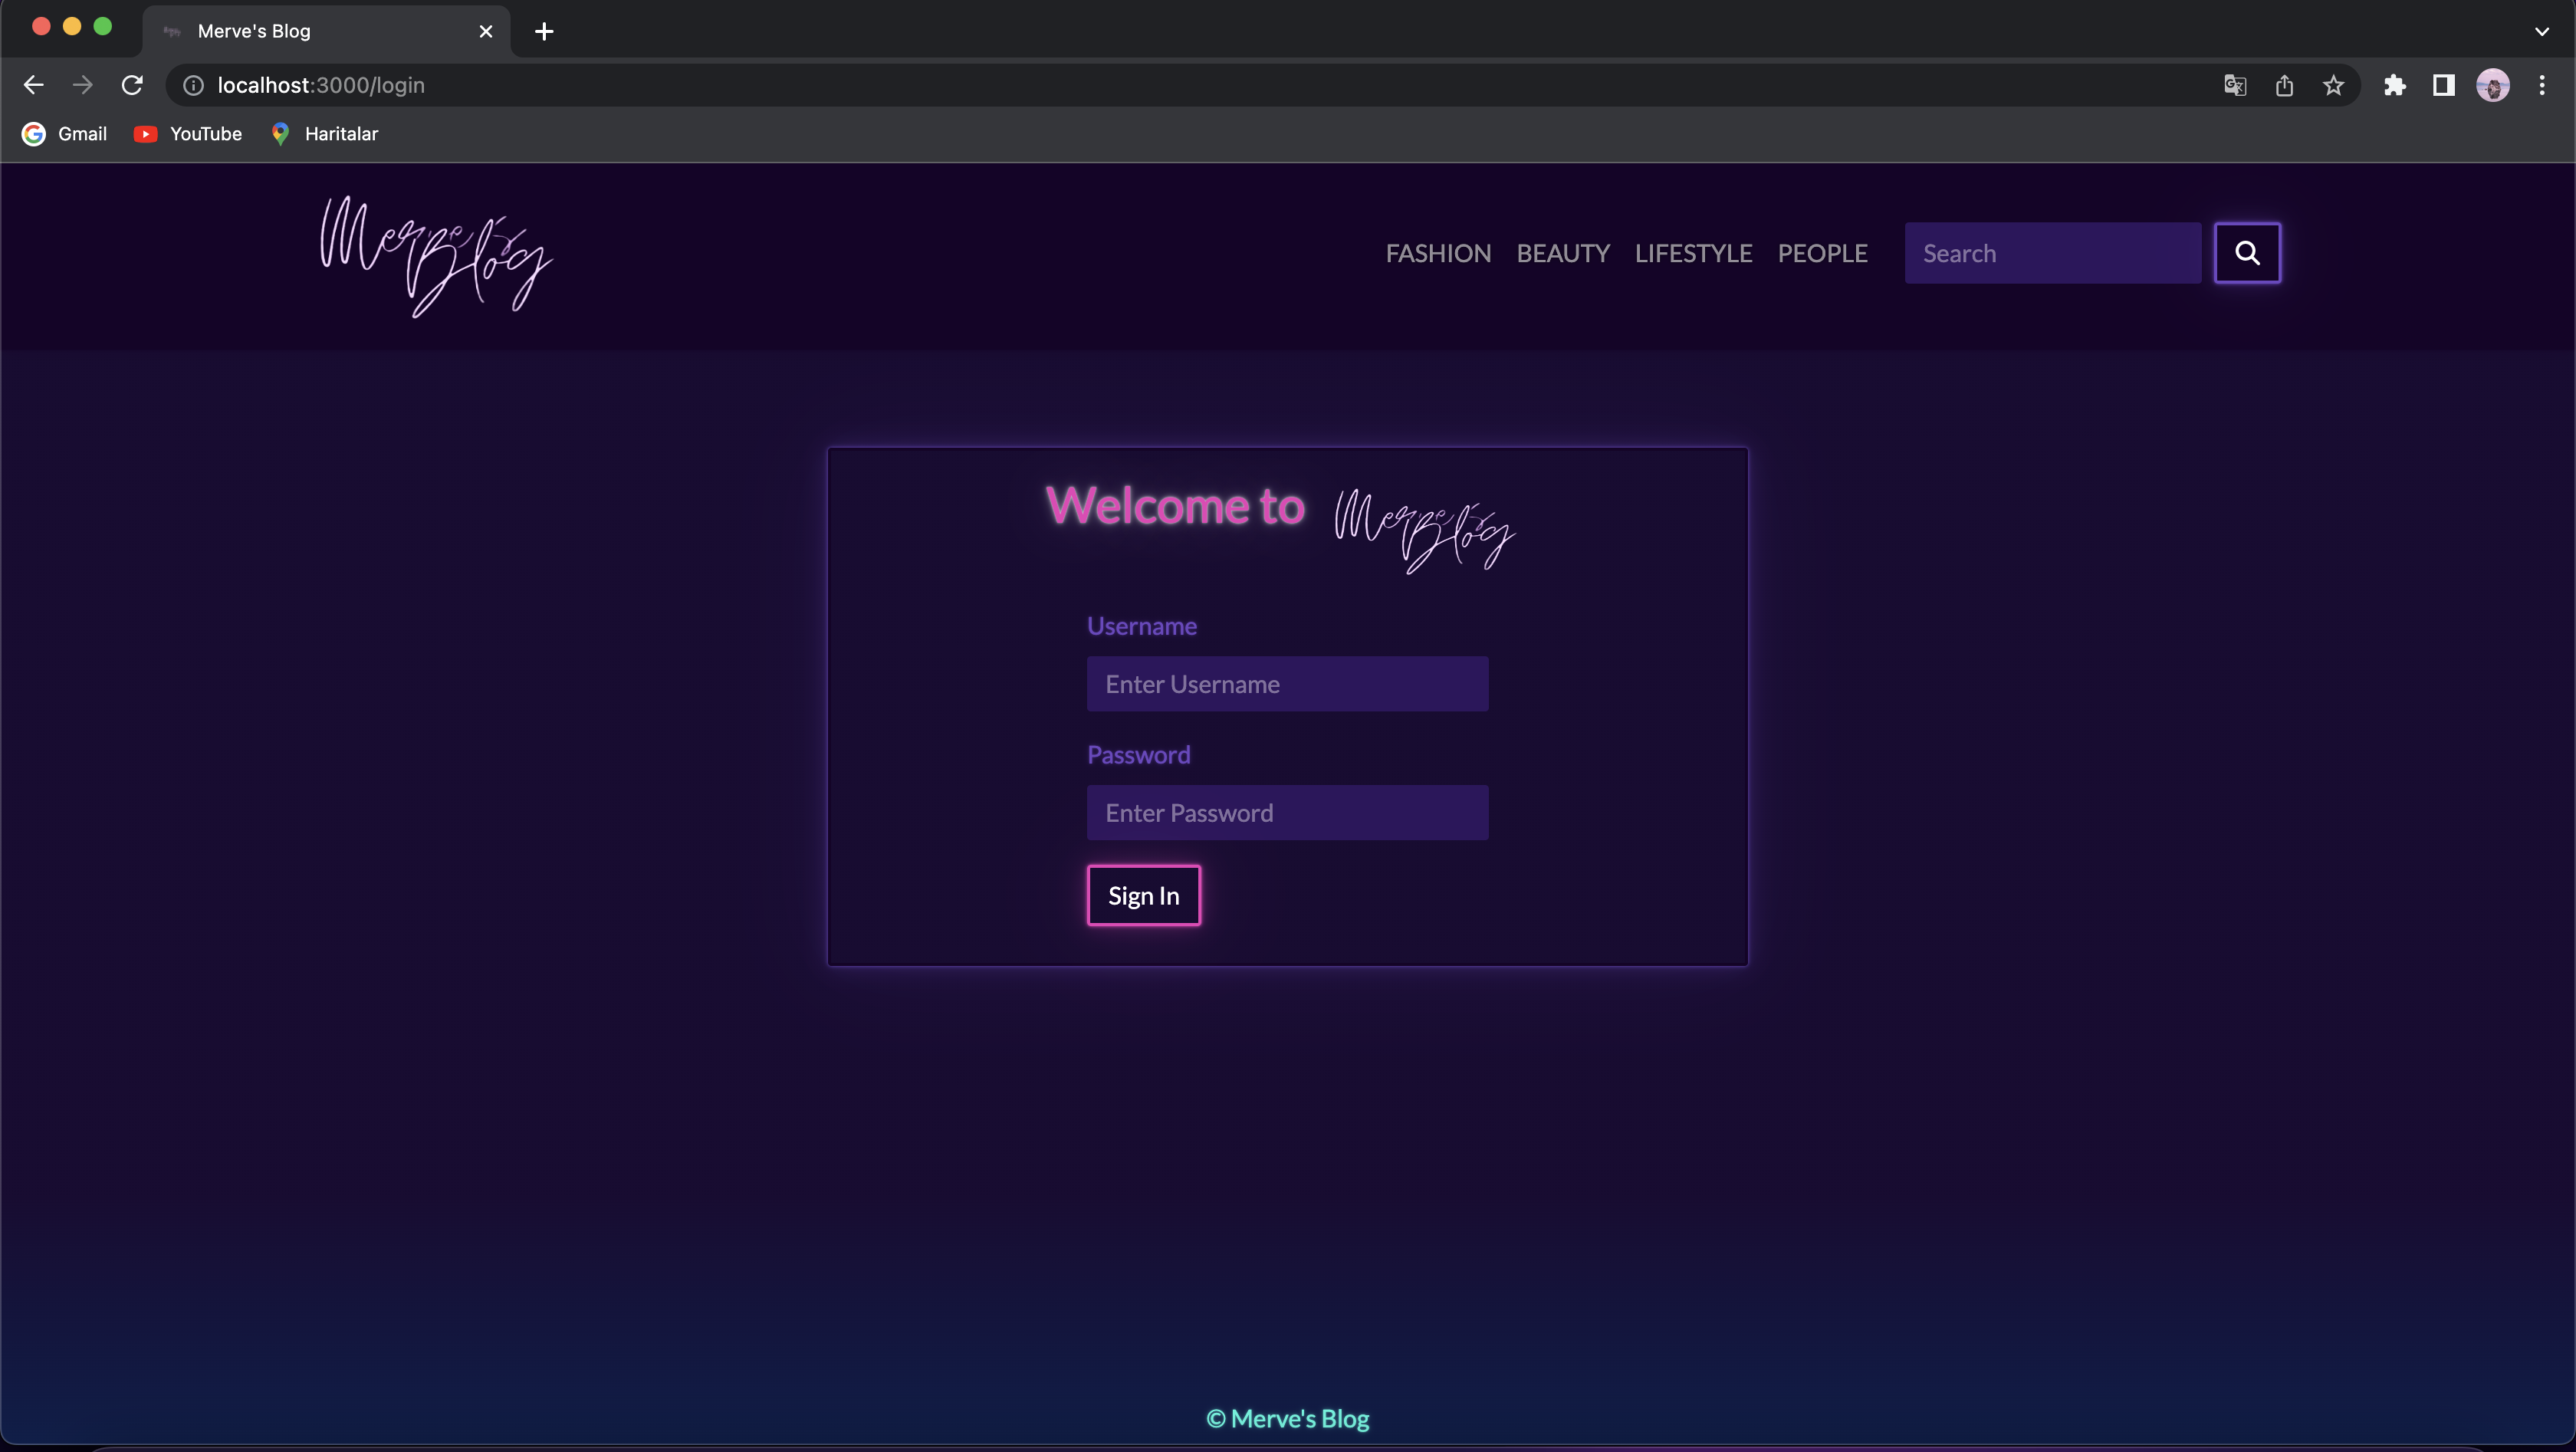 Merve's Blog
localhost:3000/login
Gmail YouTube Haritalar
Merve's Blog
FASHION BEAUTY LIFESTYLE PEOPLE Search
Welcome to Merve's Blog
Username
Enter Username
Password
Enter Password
Sign In
© Merve's Blog